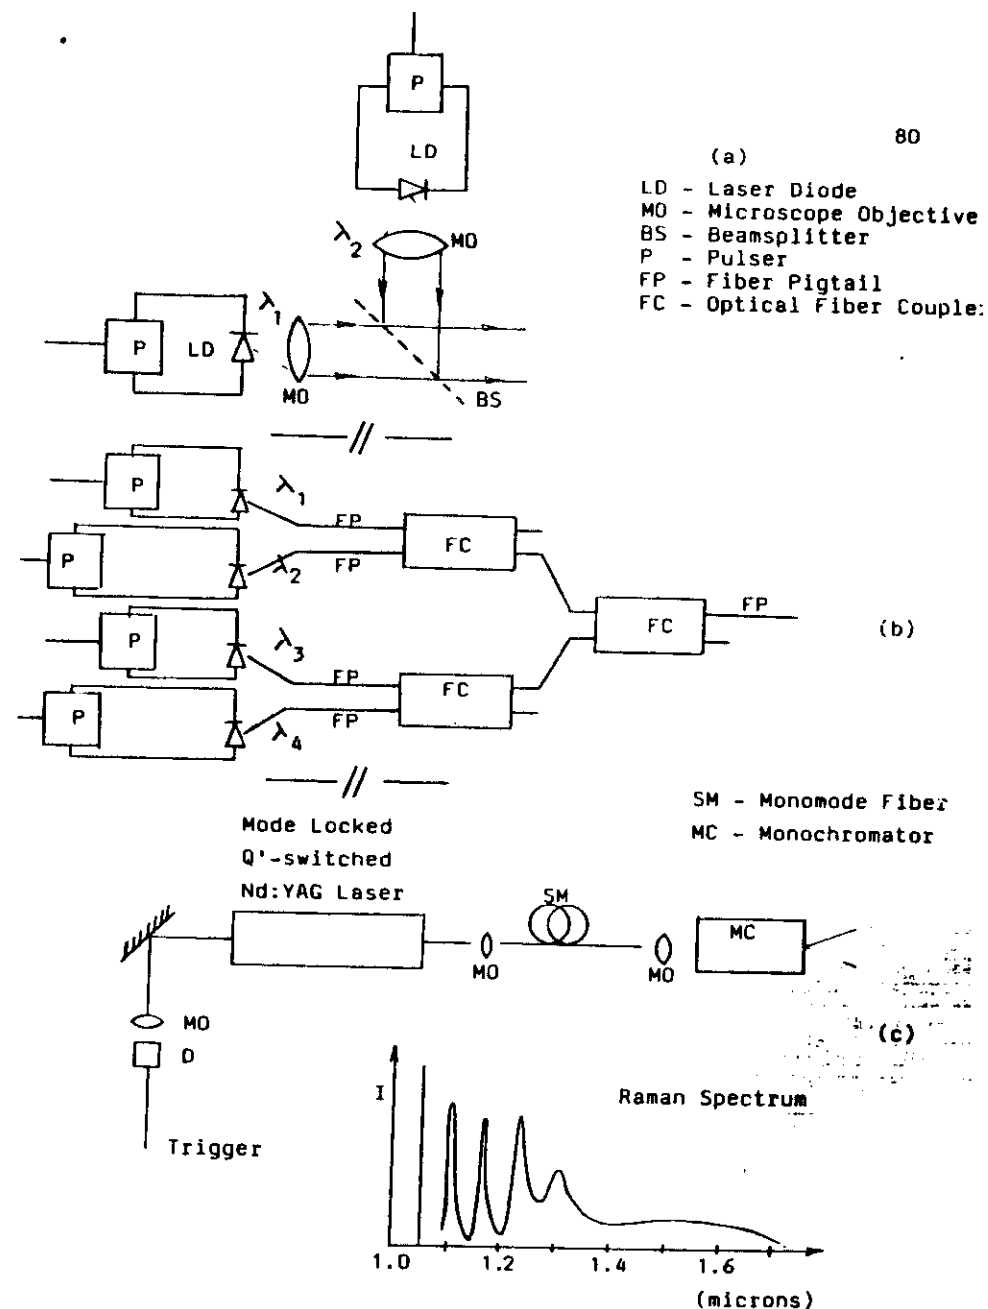 P
LD
80
(a)
LD - Laser Diode
MO - Microscope Objective
BS - Beamsplitter
P - Pulser
FP - Fiber Pigtail
FC - Optical Fiber Couple
λ2 MO
λ1
P LD
MO
BS
P
λ1
FP
FC
P
λ2
FP
FP
FC
(b)
P
λ3
FP
FC
P
λ4
FP
SM - Monomode Fiber
MC - Monochromator
Mode Locked
Q'-switched
Nd:YAG Laser
SM
MC
MO
MO
MO
D
(c)
I
Raman Spectrum
Trigger
1.0 1.2 1.4 1.6
(microns)